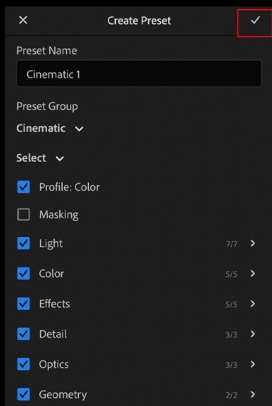 Create Preset
Preset Name
Cinematic 1
Preset Group
Cinematic
Select
Profile: Color
Masking
Light 7/7
Color 5/5
Effects 5/5
Detail 3/3
Optics 3/3
Geometry 2/2